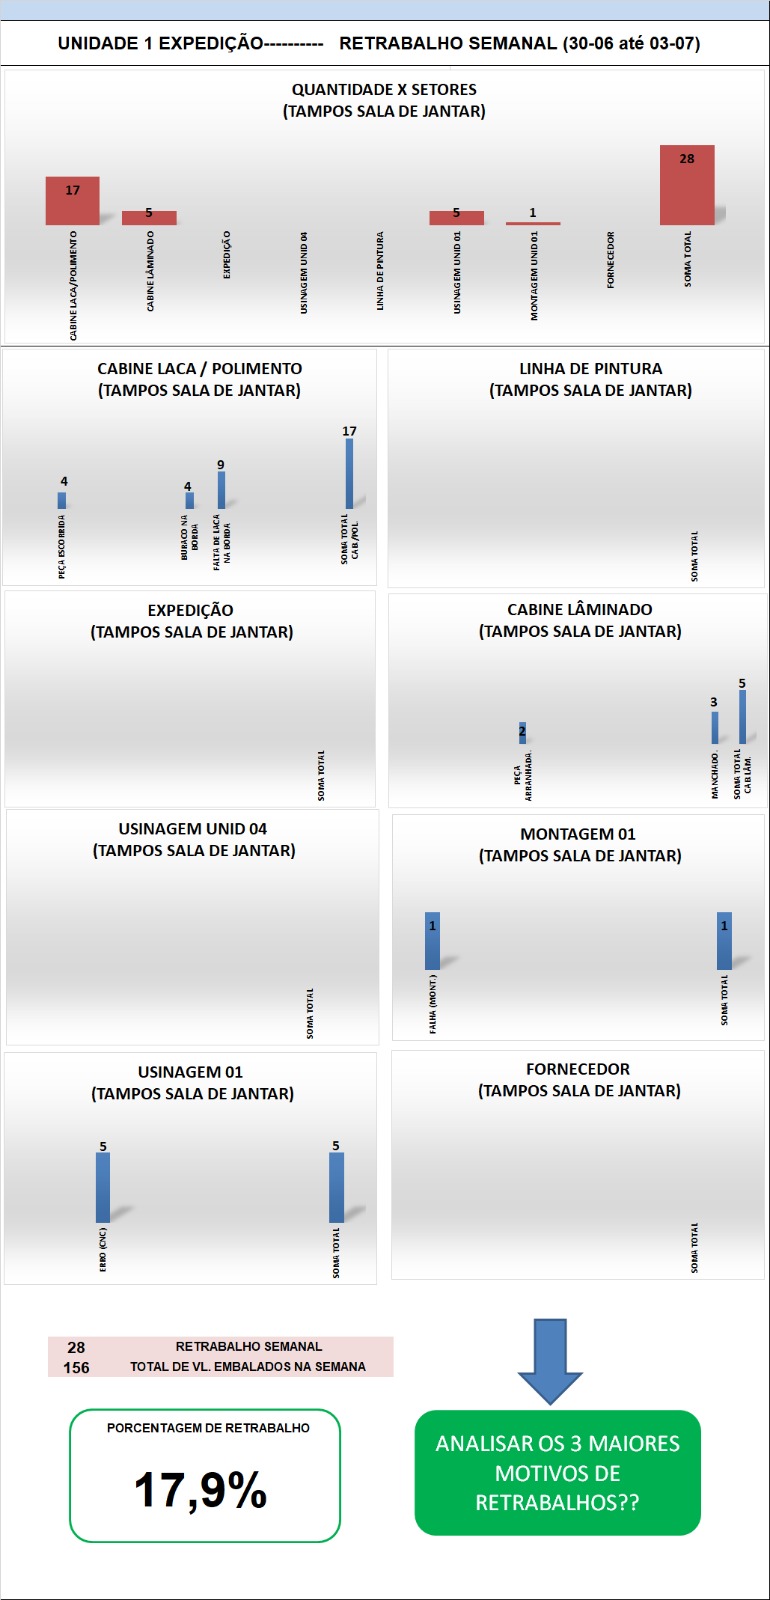 UNIDADE 1 EXPEDIÇÃO---------- RETRABALHO SEMANAL (30-06 até 03-07)
QUANTIDADE X SETORES
(TAMPOS SALA DE JANTAR)
17
5
5
1
28
CABINE LACA/POLIMENTO
CABINE LÂMINADO
EXPEDIÇÃO
USINAGEM UNID 04
LINHA DE PINTURA
USINAGEM UNID 01
MONTAGEM UNID 01
FORNECEDOR
SOMA TOTAL
CABINE LACA / POLIMENTO
(TAMPOS SALA DE JANTAR)
4
4
9
17
PEÇA ESCORRIDA
BURACO NA
BORDA
FALTA DE LACA
NA BORDA
SOMA TOTAL
CAB./POL.
LINHA DE PINTURA
(TAMPOS SALA DE JANTAR)
SOMA TOTAL
EXPEDIÇÃO
(TAMPOS SALA DE JANTAR)
SOMA TOTAL
CABINE LÂMINADO
(TAMPOS SALA DE JANTAR)
2
3
5
PEÇA
ARRANHADA.
MANCHADO.
SOMA TOTAL
CAB LÂM.
USINAGEM UNID 04
(TAMPOS SALA DE JANTAR)
SOMA TOTAL
MONTAGEM 01
(TAMPOS SALA DE JANTAR)
1
1
FALHA (MONT.)
SOMA TOTAL
USINAGEM 01
(TAMPOS SALA DE JANTAR)
5
5
ERRO (CNC)
SOMA TOTAL
FORNECEDOR
(TAMPOS SALA DE JANTAR)
SOMA TOTAL
28 RETRABALHO SEMANAL
156 TOTAL DE VL. EMBALADOS NA SEMANA
PORCENTAGEM DE RETRABALHO
17,9%
ANALISAR OS 3 MAIORES
MOTIVOS DE
RETRABALHOS??